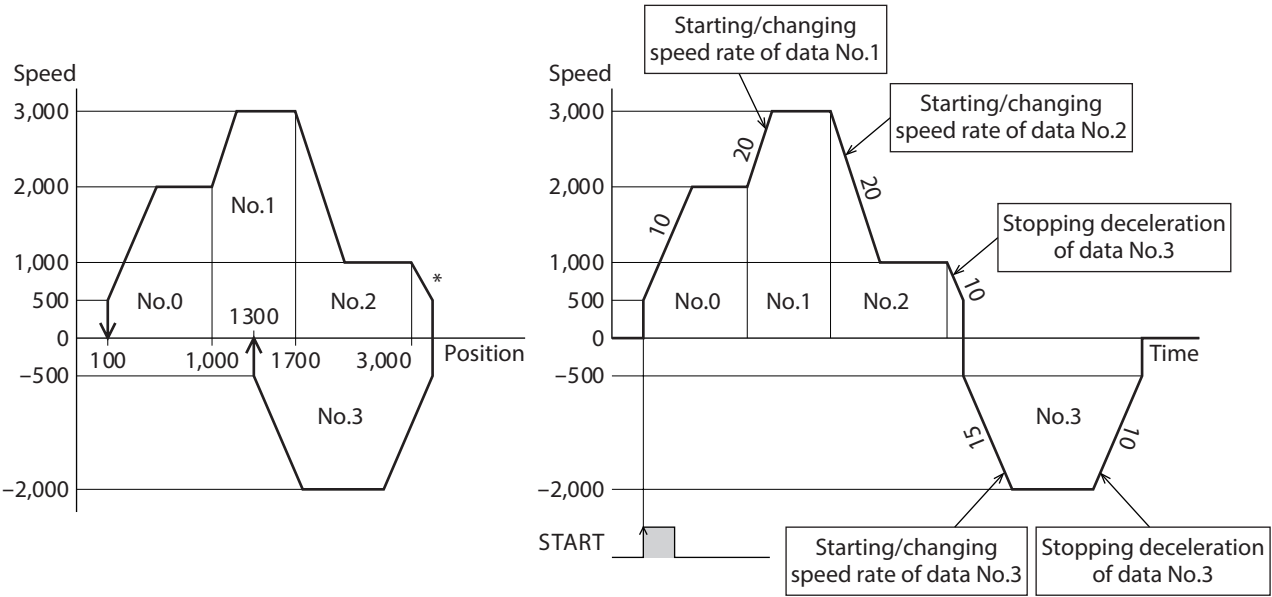 Speed
3,000
2,000
1,000
500
0
–500
–2,000
No.0
No.1
No.2
No.3
*
100
1,000
1300
1700
3,000
Position
Speed
3,000
2,000
1,000
500
0
–500
–2,000
Starting/changing
speed rate of data No.1
Starting/changing
speed rate of data No.2
Stopping deceleration
of data No.3
10
20
20
10
No.0
No.1
No.2
Time
No.3
15
10
START
Starting/changing
speed rate of data No.3
Stopping deceleration
of data No.3